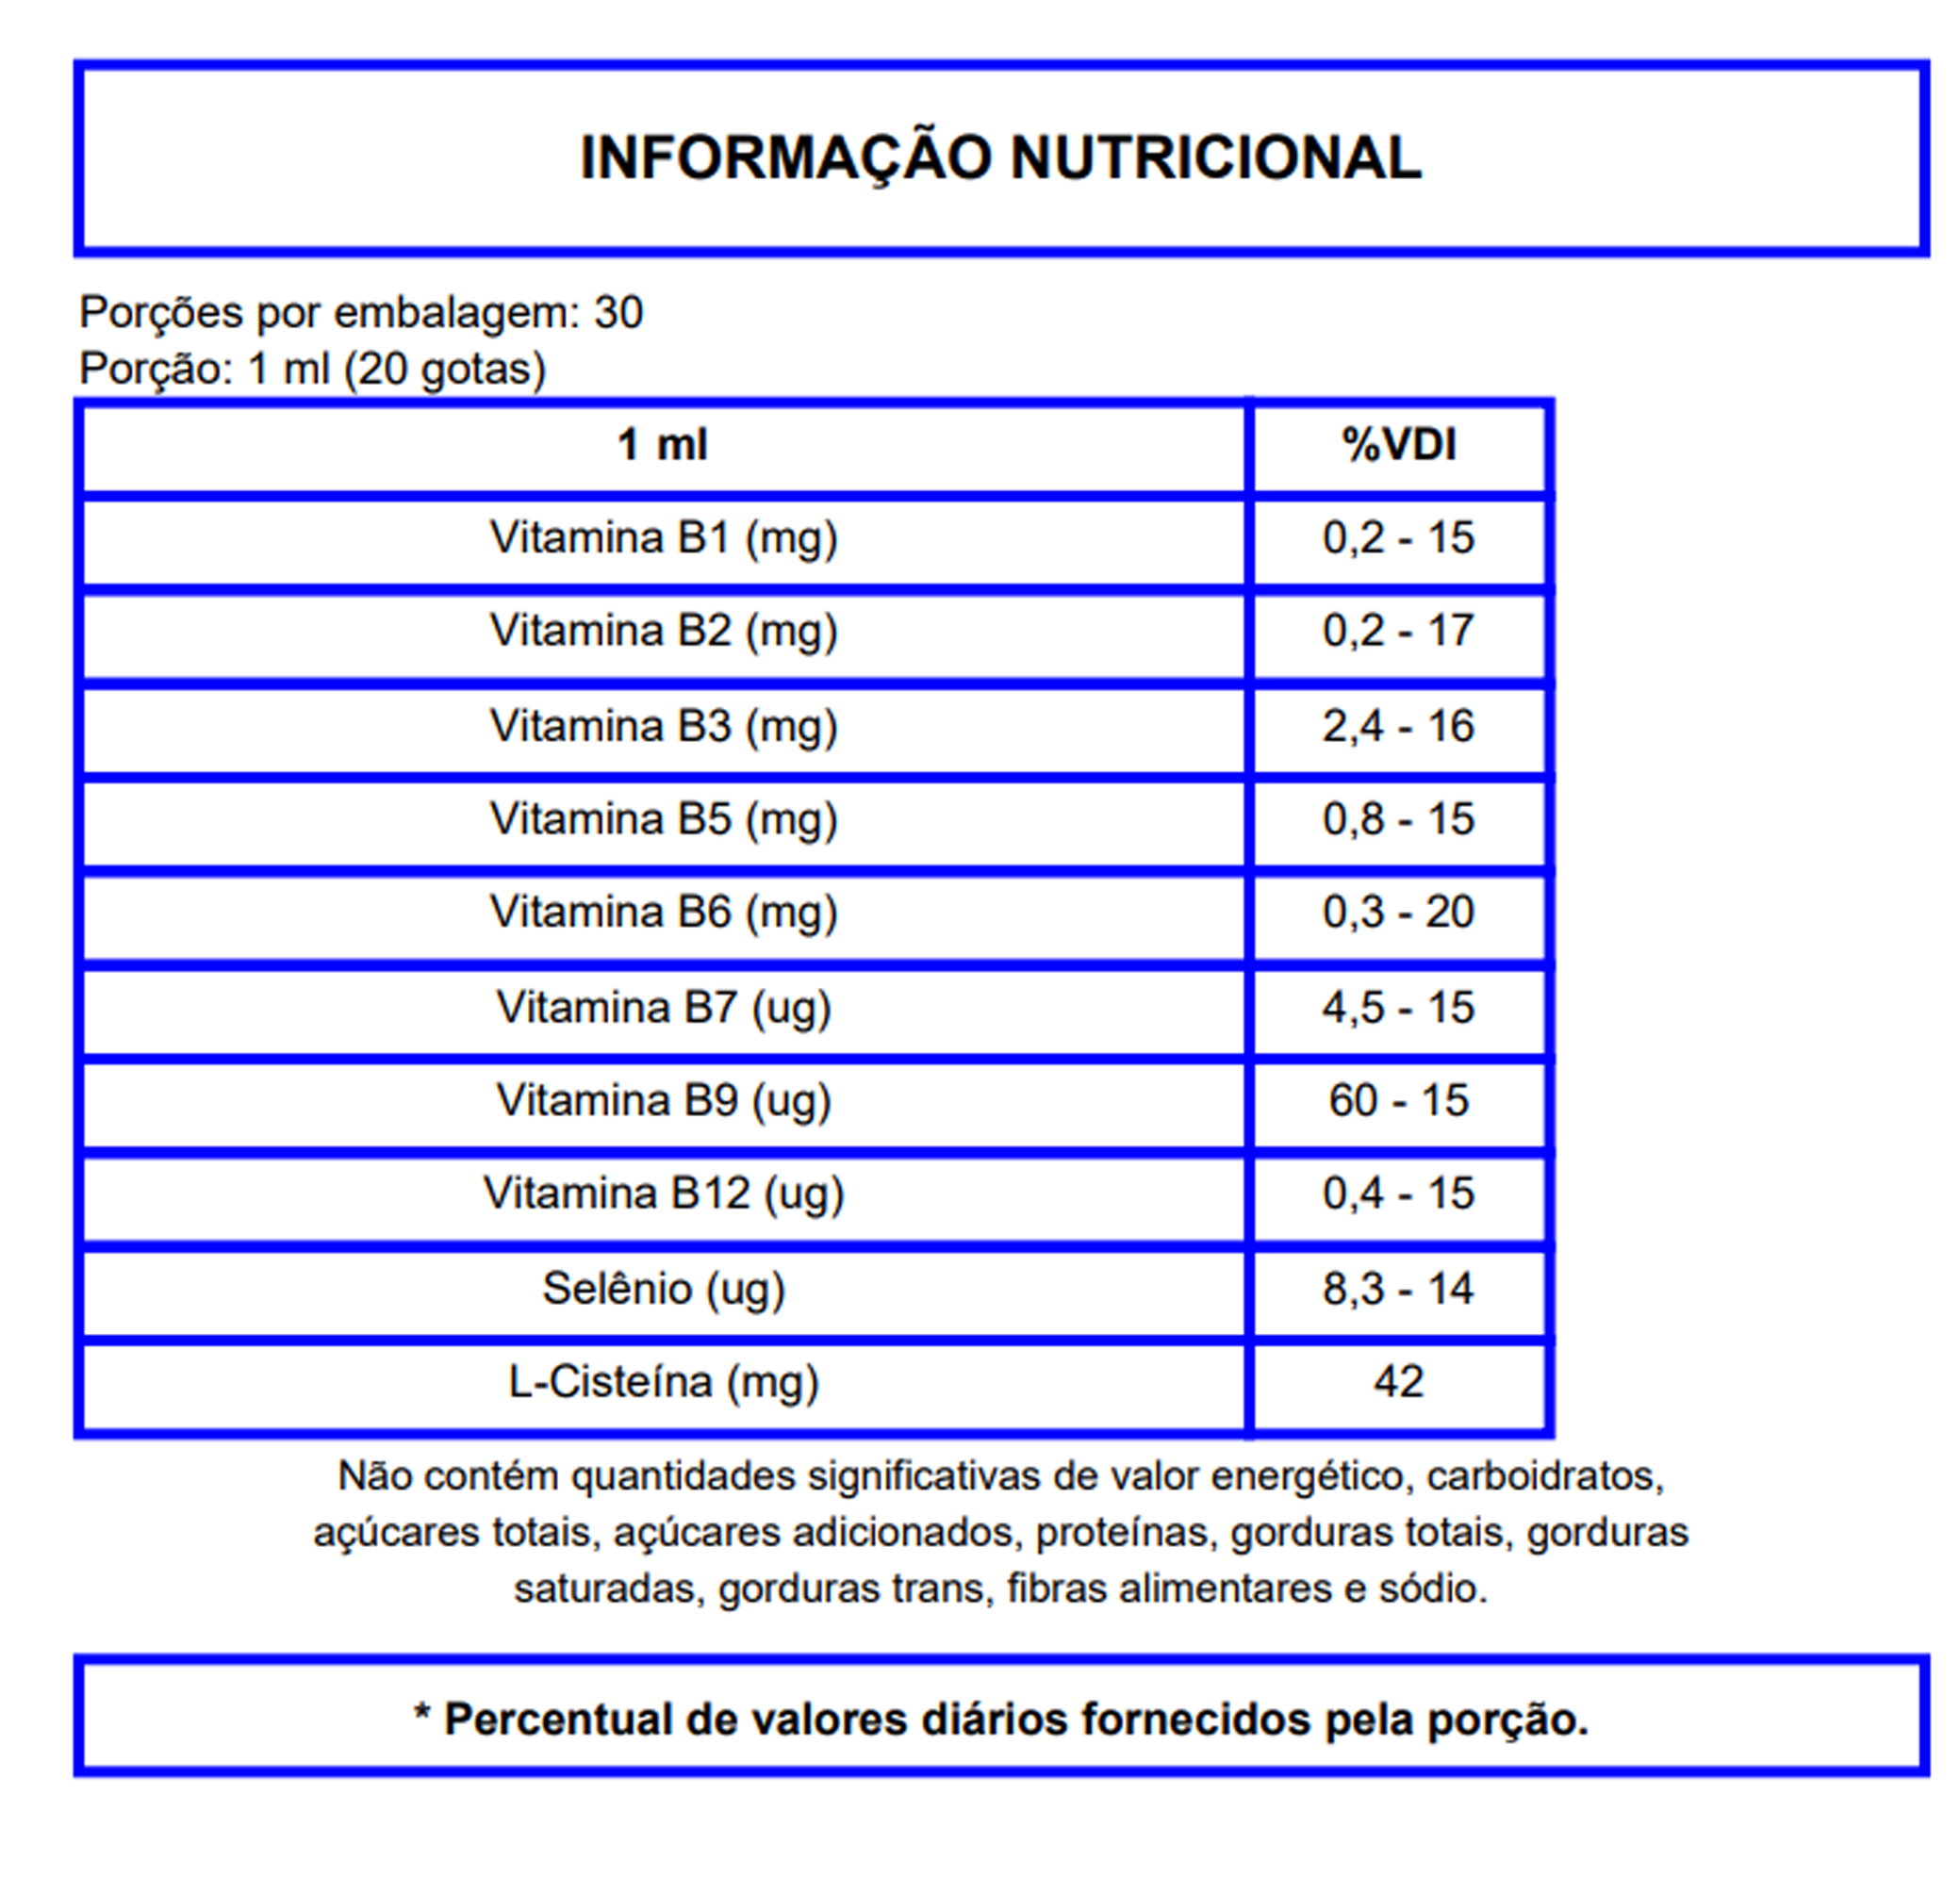 INFORMAÇÃO NUTRICIONAL
Porções por embalagem: 30
Porção: 1 ml (20 gotas)
1 ml %VDI
Vitamina B1 (mg) 0,2 - 15
Vitamina B2 (mg) 0,2 - 17
Vitamina B3 (mg) 2,4 - 16
Vitamina B5 (mg) 0,8 - 15
Vitamina B6 (mg) 0,3 - 20
Vitamina B7 (ug) 4,5 - 15
Vitamina B9 (ug) 60 - 15
Vitamina B12 (ug) 0,4 - 15
Selênio (ug) 8,3 - 14
L-Cisteína (mg) 42
Não contém quantidades significativas de valor energético, carboidratos,
açúcares totais, açúcares adicionados, proteínas, gorduras totais, gorduras
saturadas, gorduras trans, fibras alimentares e sódio.
* Percentual de valores diários fornecidos pela porção.